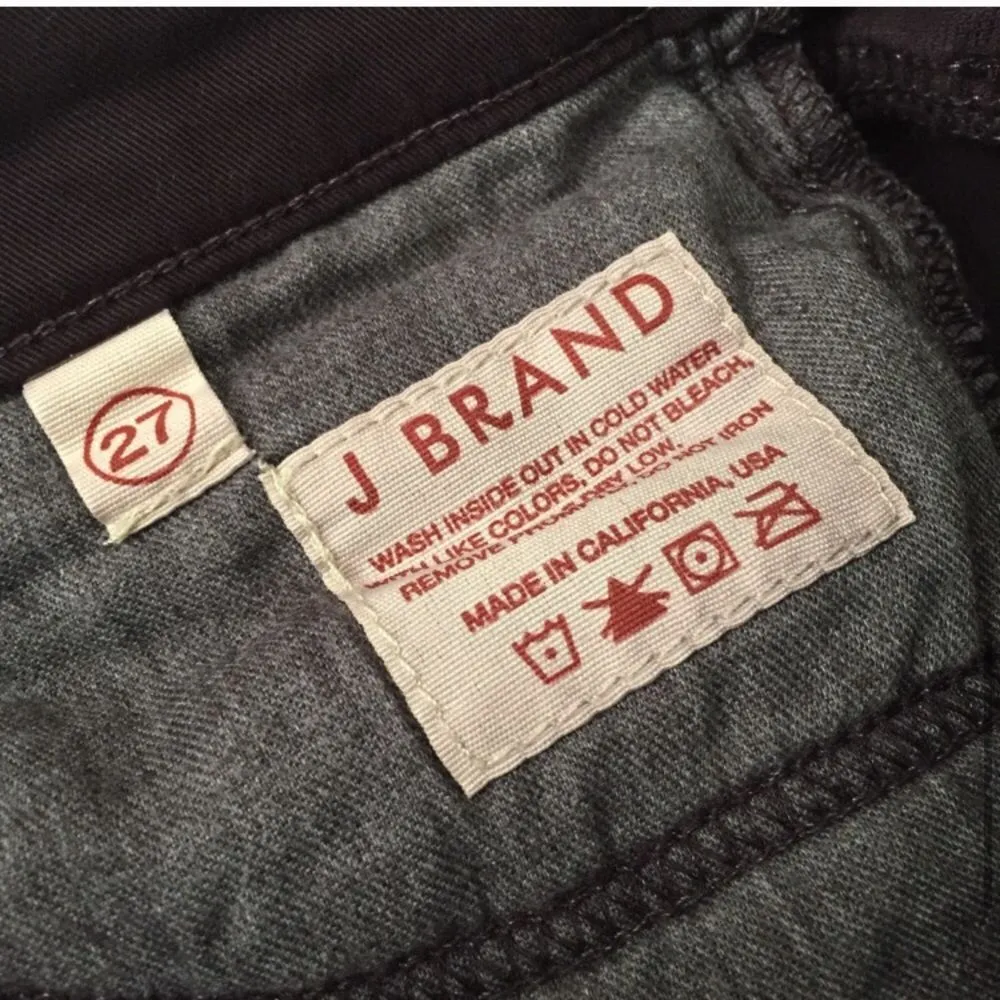 27
J BRAND
WASH INSIDE OUT IN COLD WATER
WITH LIKE COLORS, DO NOT BLEACH,
LOW.
REMOVE DO NOT IRON
MADE IN CALIFORNIA, USA